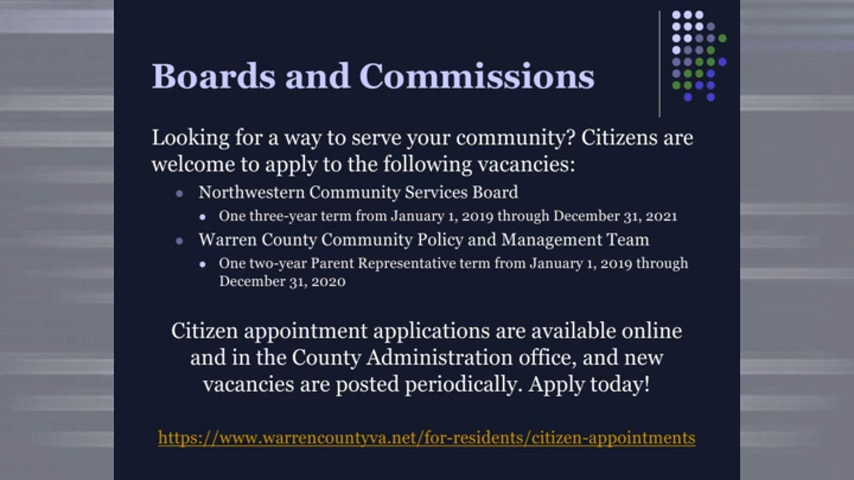 Boards and Commissions
Looking for a way to serve your community? Citizens are
welcome to apply to the following vacancies:
Northwestern Community Services Board
One three-year term from January 1, 2019 through December 31, 2021
Warren County Community Policy and Management Team
One two-year Parent Representative term from January 1, 2019 through
December 31, 2020
Citizen appointment applications are available online
and in the County Administration office, and new
vacancies are posted periodically. Apply today!
https://www.warrencountyva.net/for-residents/citizen-appointments